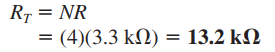 R_T = NR
= (4)(3.3 kΩ) = 13.2 kΩ